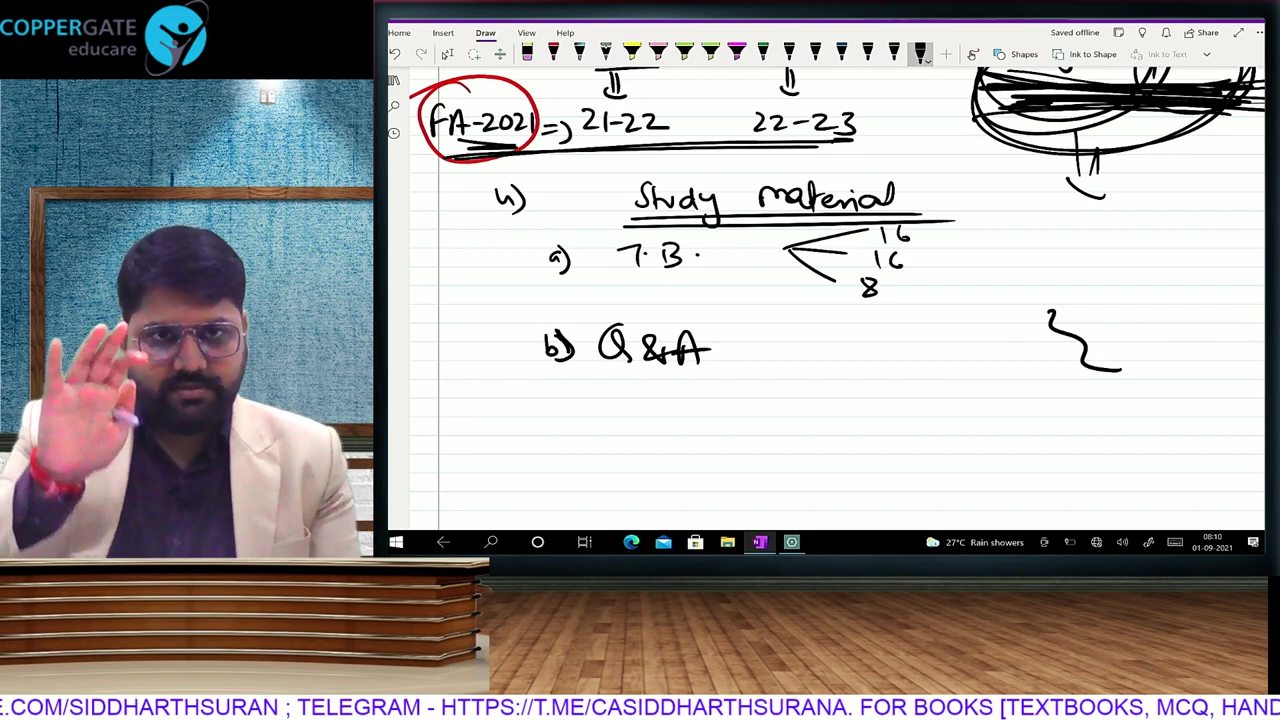 COPPERGATE
educare
Home Insert Draw View Help
Saved offline
Share
Shapes
Ink to Shape
Ink to Text
FA-2021 => 21-22 22-23
4) Study material
a) T.B. 16
16
8
b) Q&A
27°C Rain showers
08:10
01-09-2021
E.COM/SIDDHARTHSURAN ; TELEGRAM - HTTPS://T.ME/CASIDDHARTHSURANA. FOR BOOKS [TEXTBOOKS, MCQ, HAND